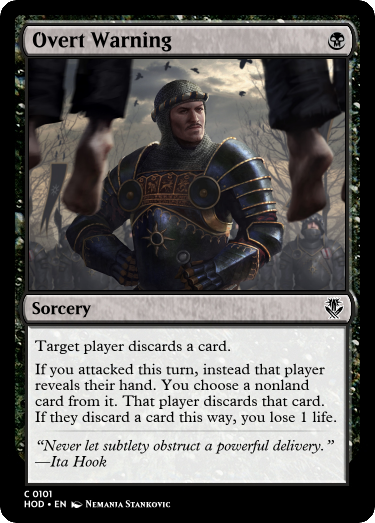 Overt Warning
Sorcery
Target player discards a card.
If you attacked this turn, instead that player
reveals their hand. You choose a nonland
card from it. That player discards that card.
If they discard a card this way, you lose 1 life.
“Never let subtlety obstruct a powerful delivery.”
—Ita Hook
C 0101
HOD • EN Nemania Stankovic